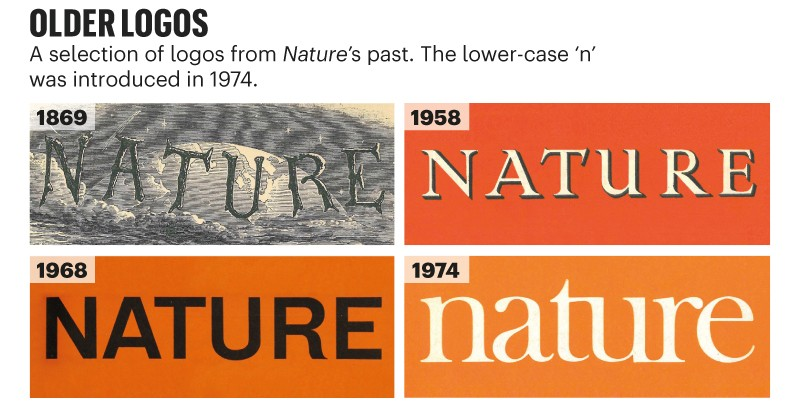 OLDER LOGOS
A selection of logos from Nature’s past. The lower-case ‘n’
was introduced in 1974.
1869
NATURE
1958
NATURE
1968
NATURE
1974
nature